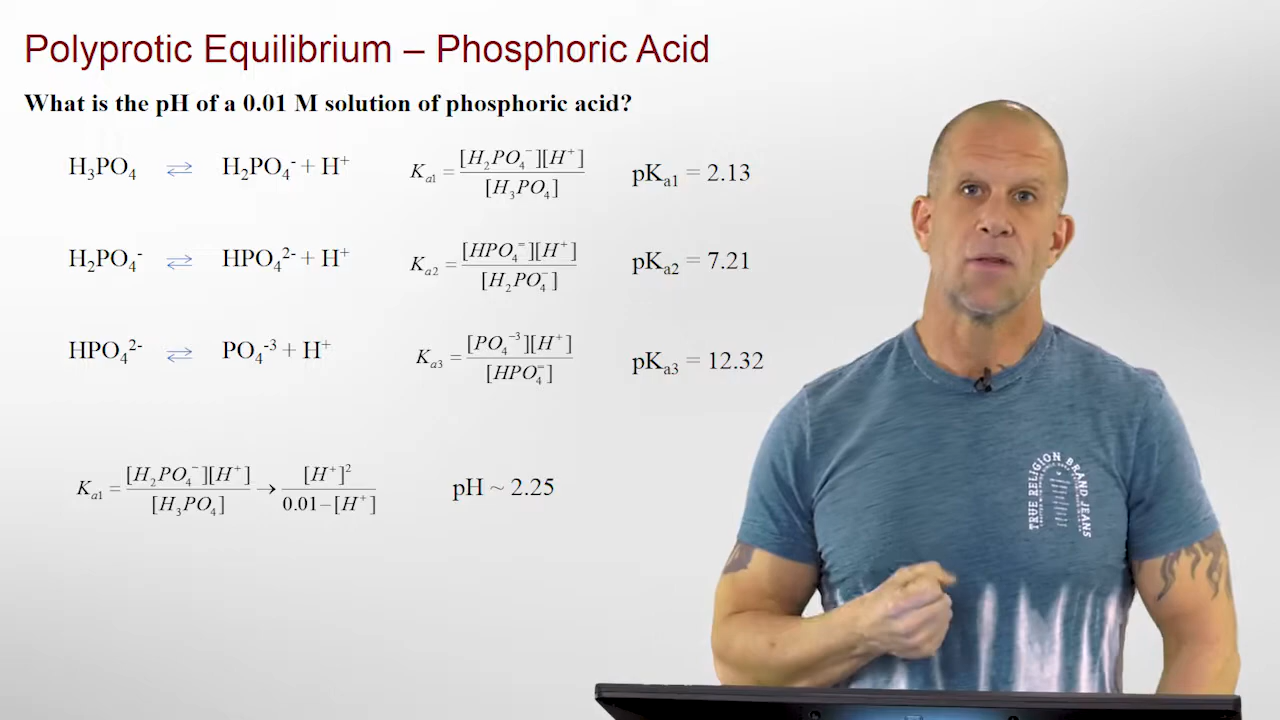 Polyprotic Equilibrium – Phosphoric Acid
What is the pH of a 0.01 M solution of phosphoric acid?
H₃PO₄ ⇌ H₂PO₄⁻ + H⁺ K_a1 = [H₂PO₄⁻][H⁺] / [H₃PO₄] pK_a1 = 2.13
H₂PO₄⁻ ⇌ HPO₄²⁻ + H⁺ K_a2 = [HPO₄⁼][H⁺] / [H₂PO₄⁻] pK_a2 = 7.21
HPO₄²⁻ ⇌ PO₄⁻³ + H⁺ K_a3 = [PO₄⁻³][H⁺] / [HPO₄⁼] pK_a3 = 12.32
K_a1 = [H₂PO₄⁻][H⁺] / [H₃PO₄] → [H⁺]² / 0.01 – [H⁺] pH ~ 2.25
TRUE RELIGION BRAND JEANS